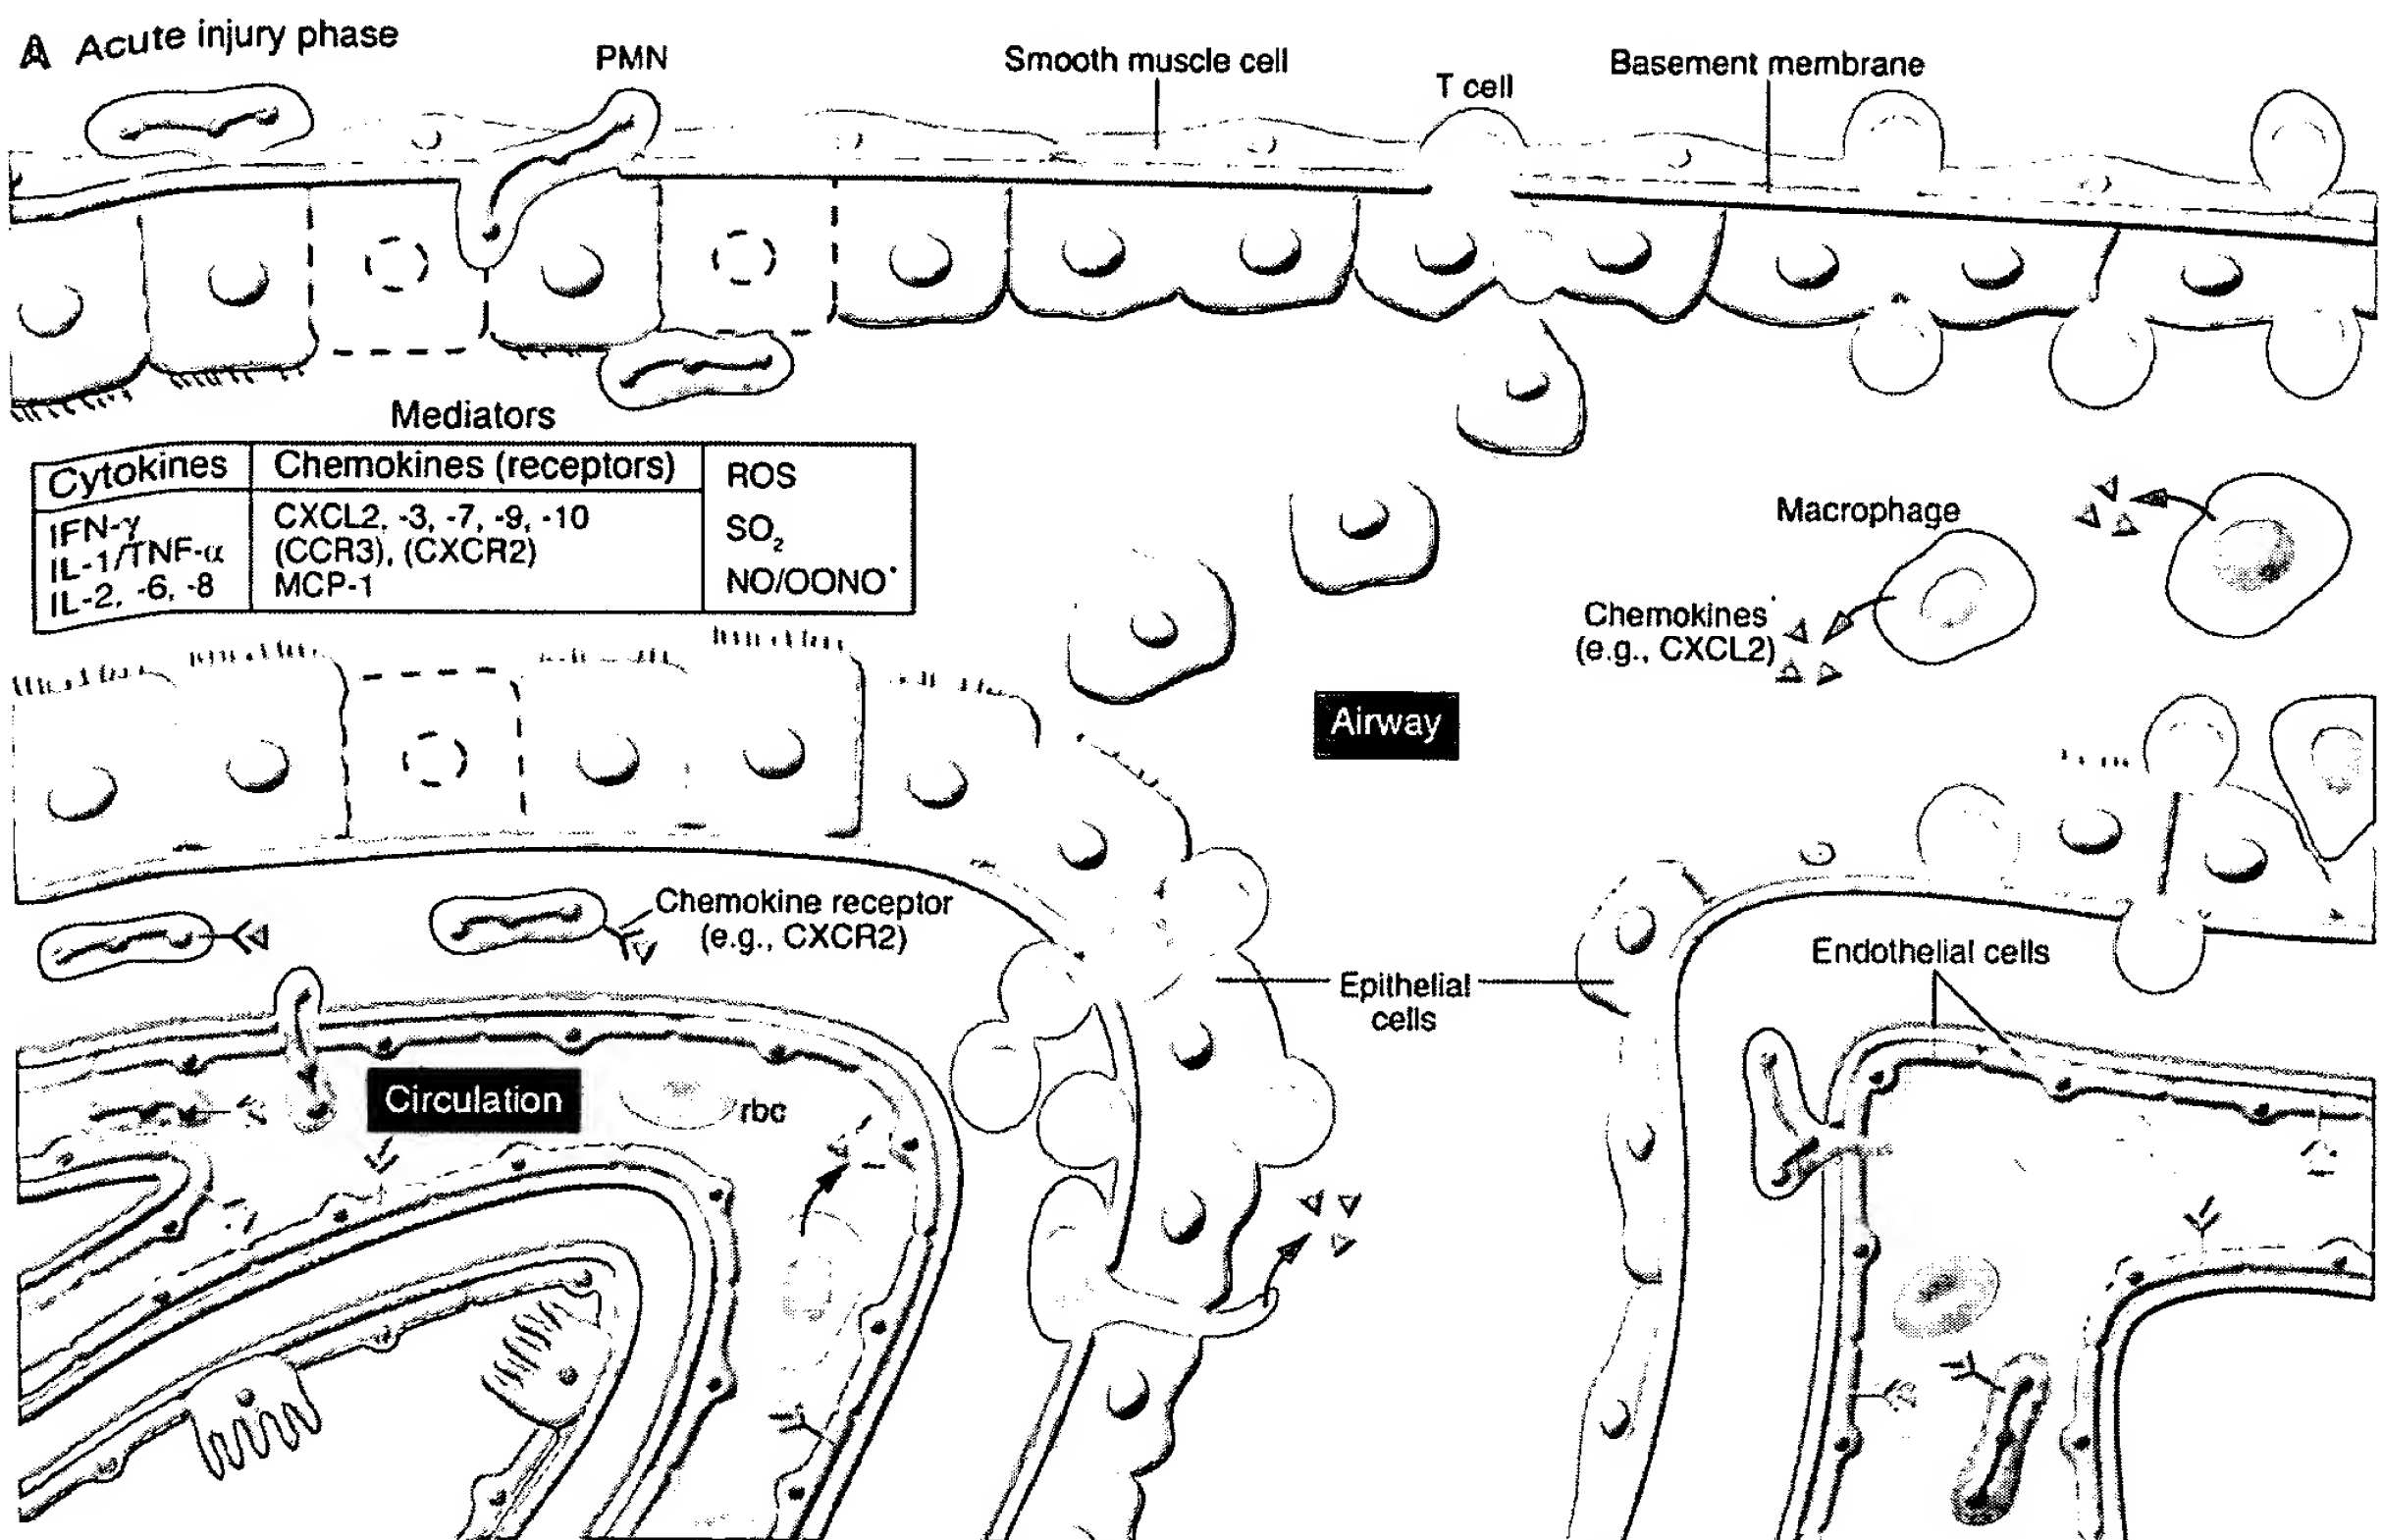 A Acute injury phase
PMN
Smooth muscle cell
T cell
Basement membrane
Mediators
Cytokines
IFN-γ
IL-1/TNF-α
IL-2, -6, -8
Chemokines (receptors)
CXCL2, -3, -7, -9, -10
(CCR3), (CXCR2)
MCP-1
ROS
SO₂
NO/OONO•
Macrophage
Chemokines
(e.g., CXCL2)
Airway
Chemokine receptor
(e.g., CXCR2)
Epithelial
cells
Endothelial cells
Circulation
rbc